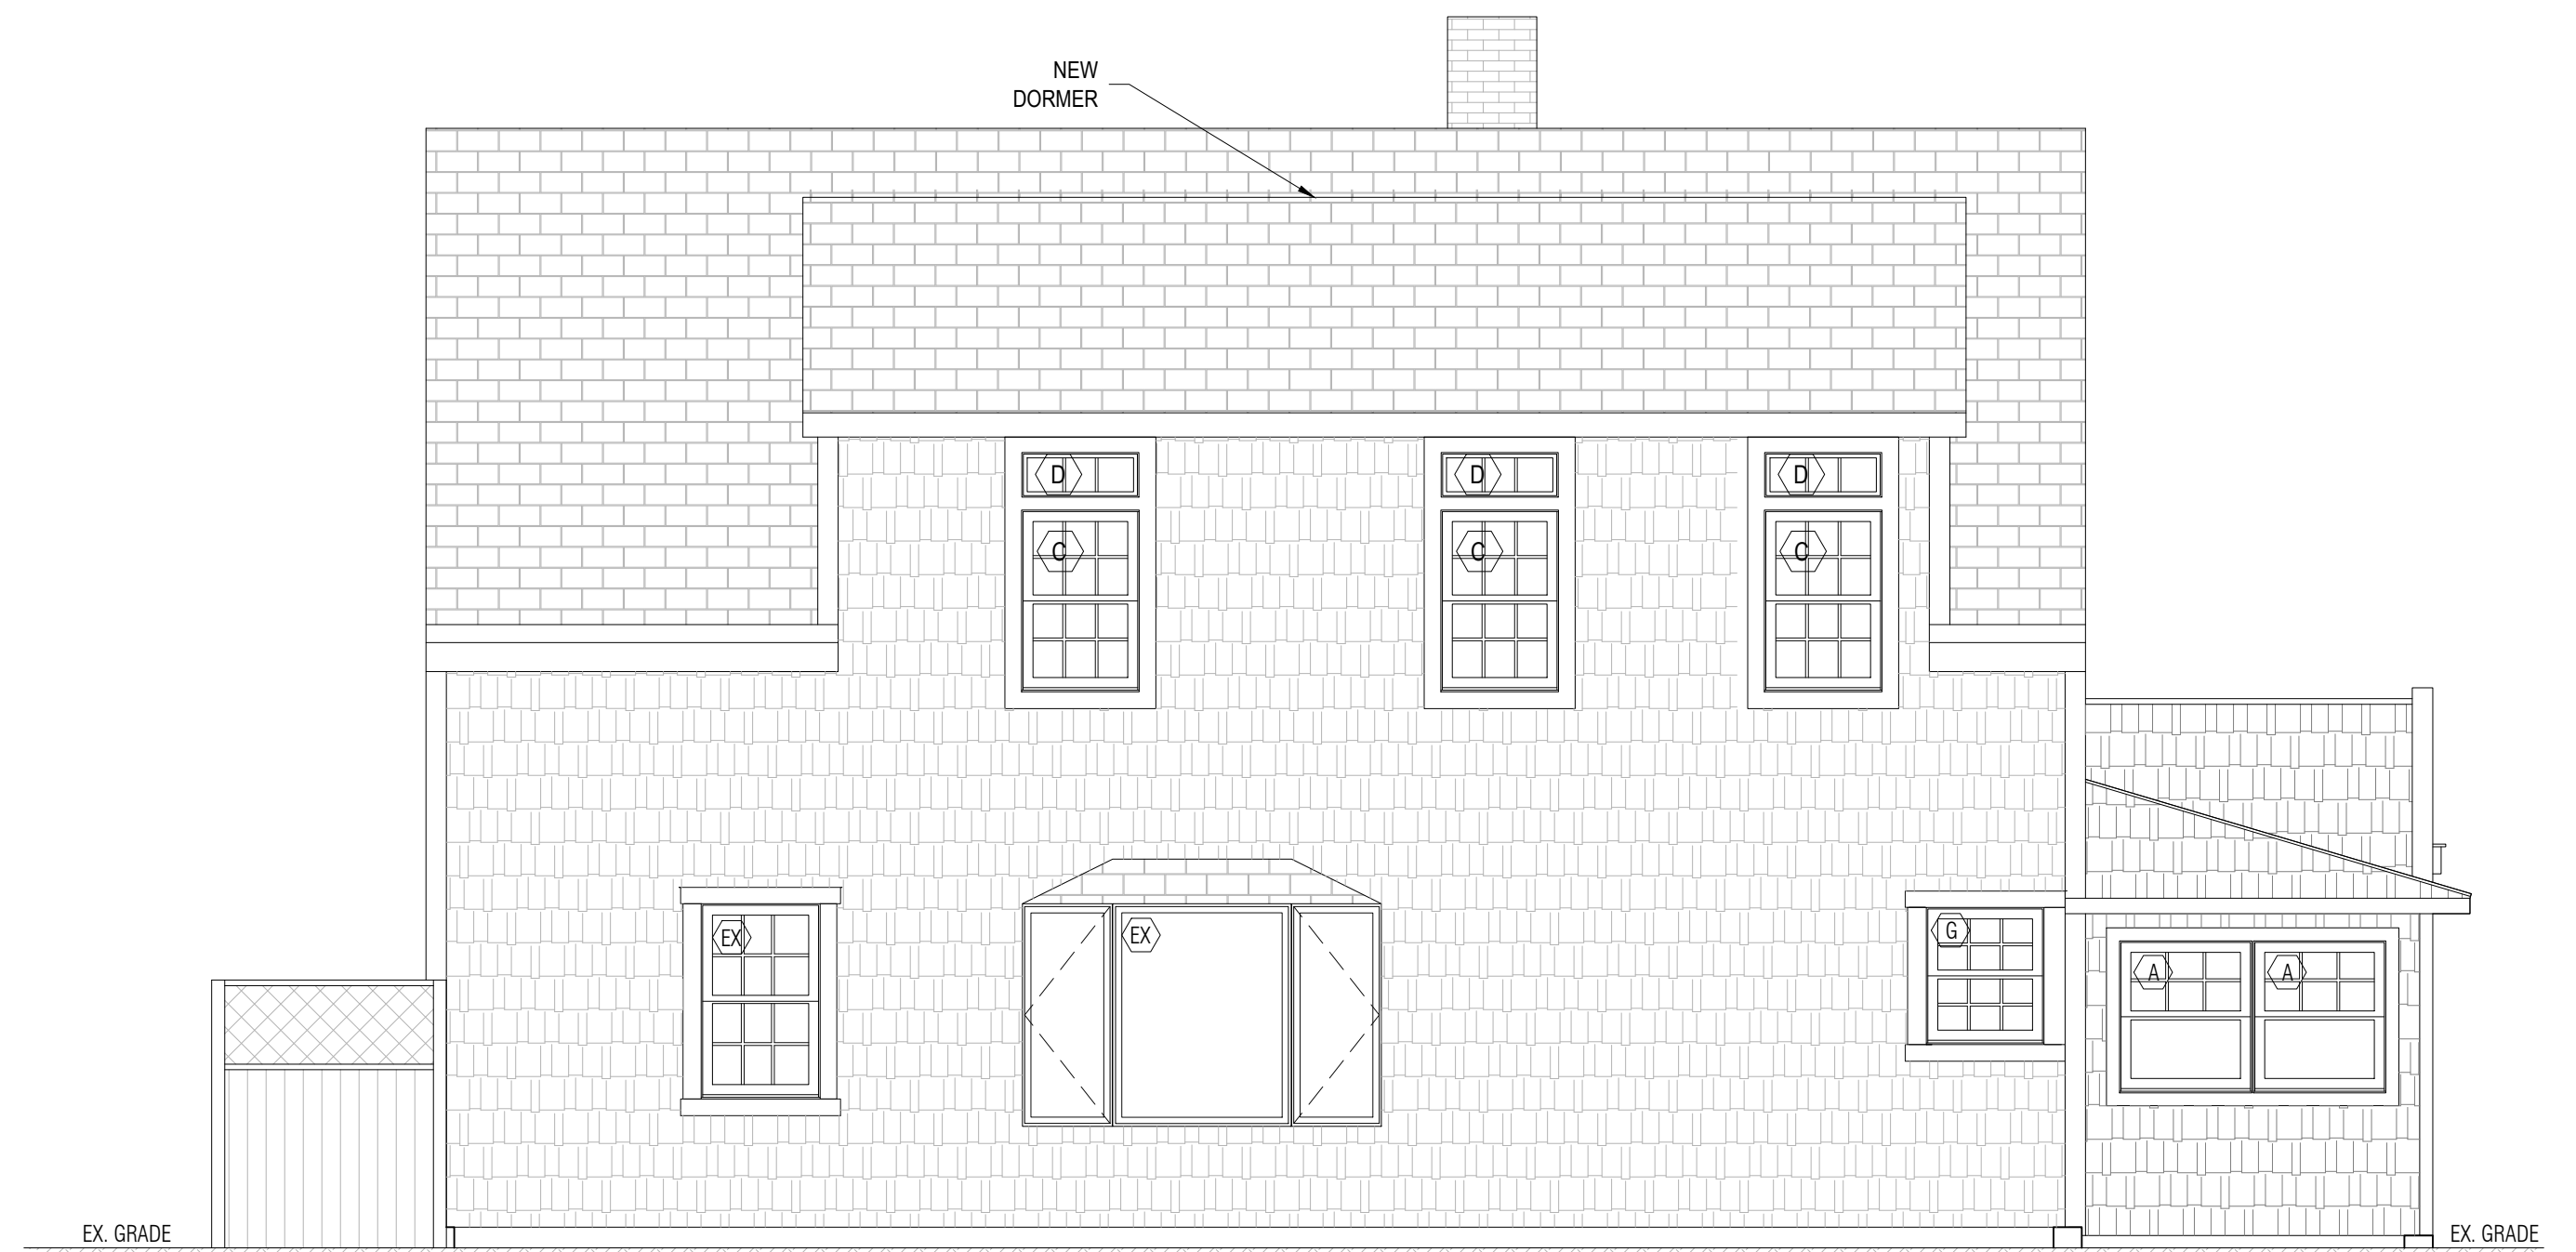 NEW
DORMER
D D D
C C C
EX EX G
A A
EX. GRADE EX. GRADE